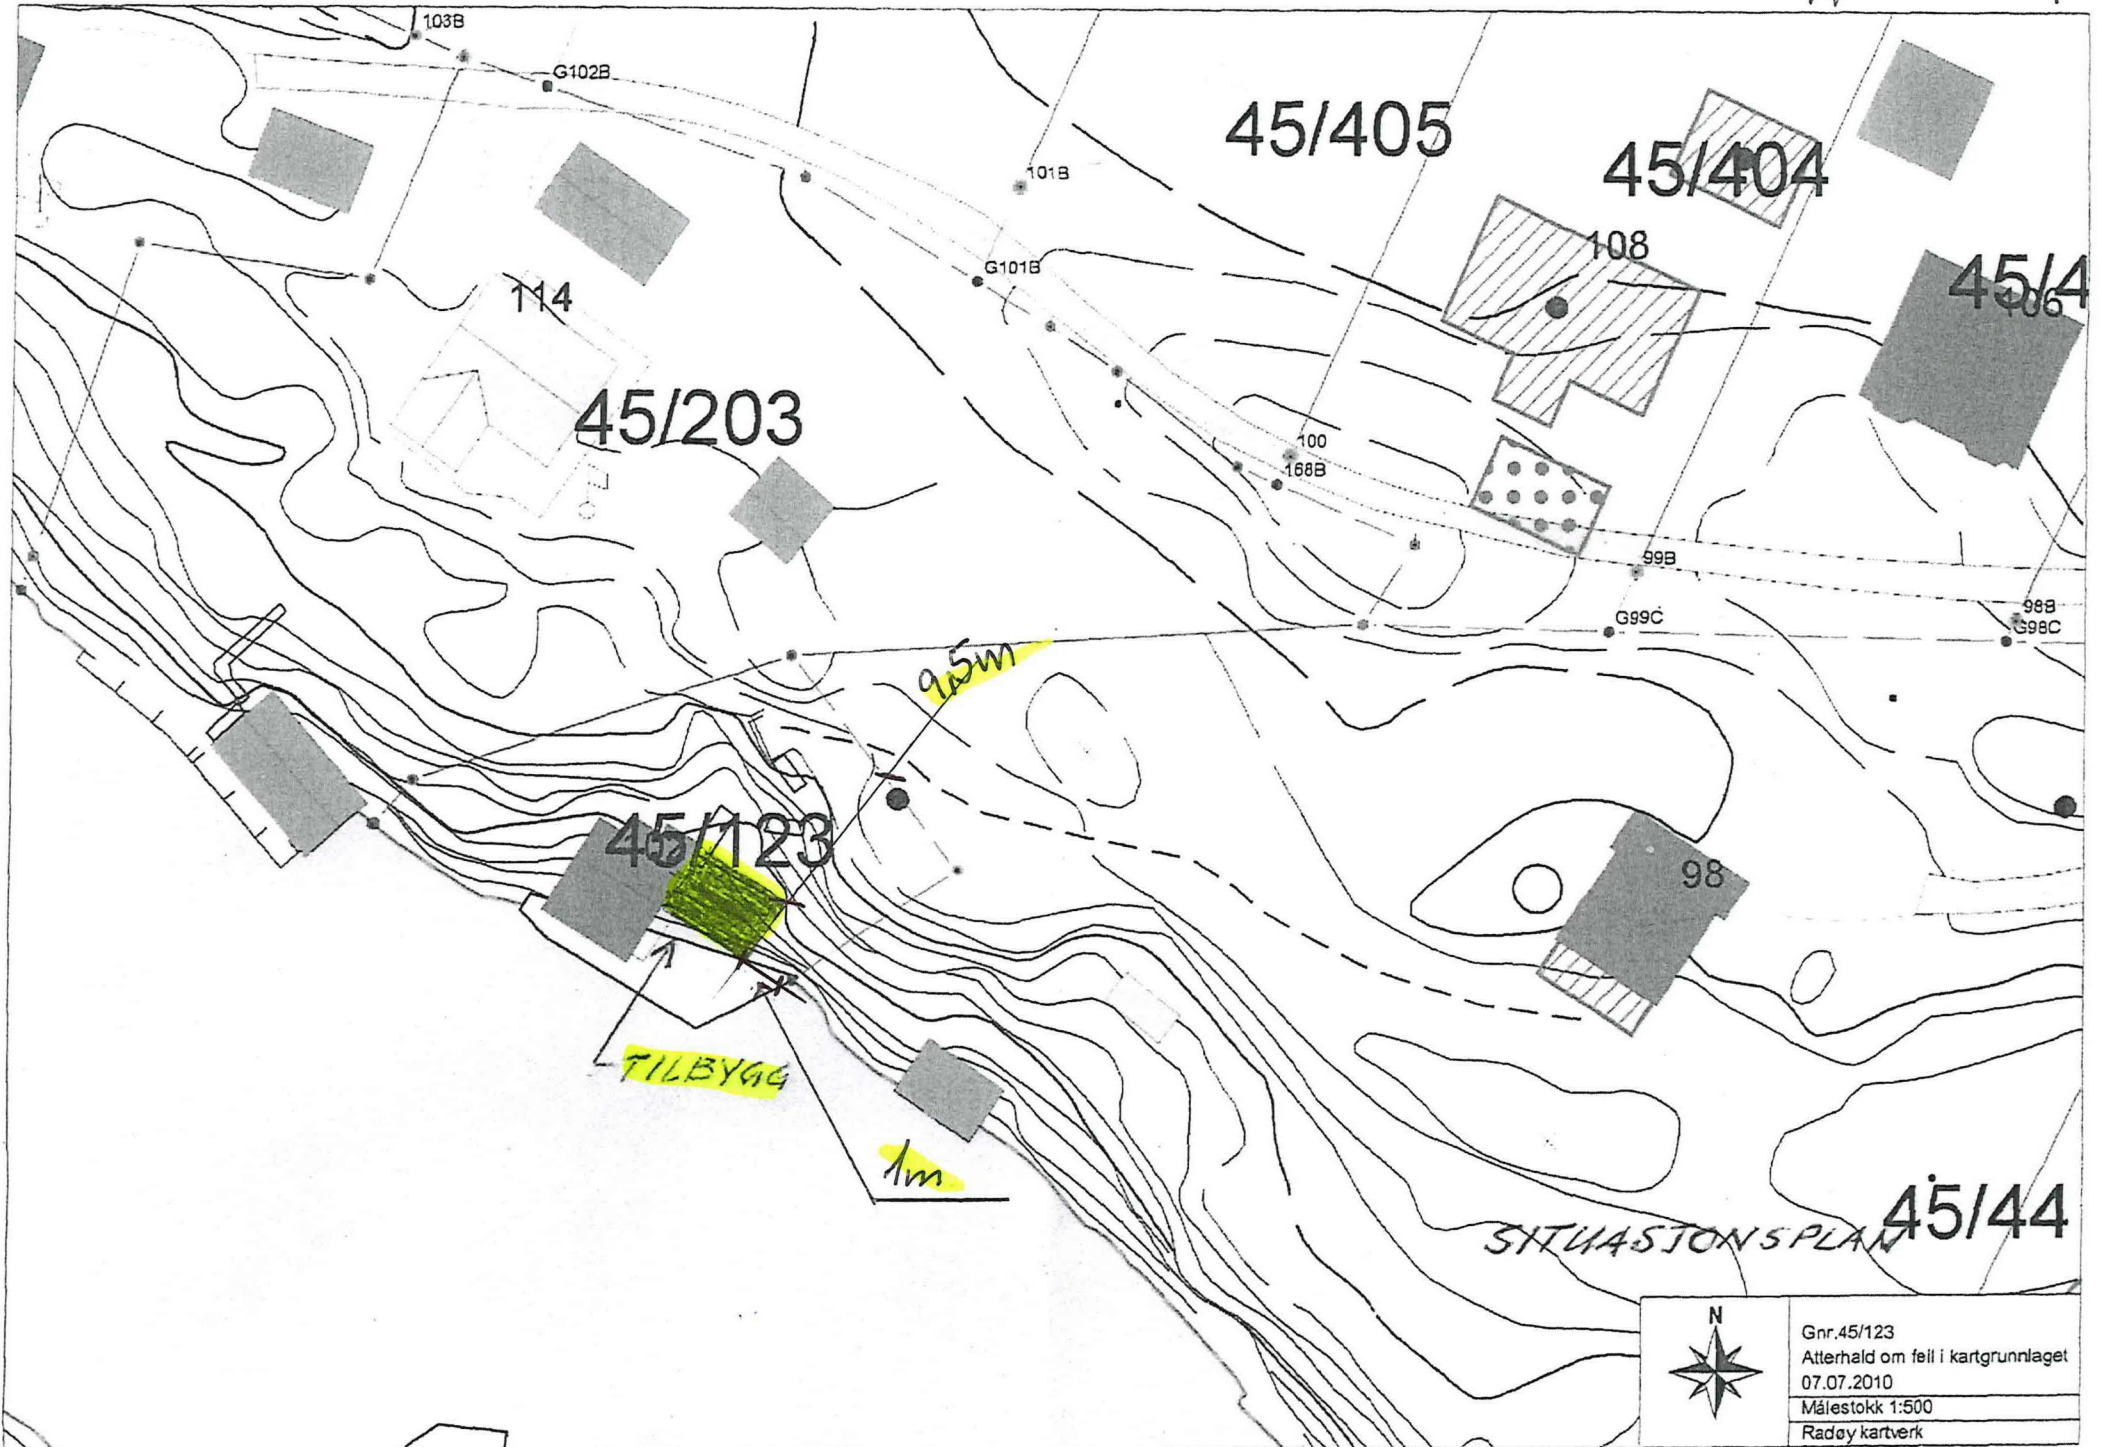 103B
G102B
45/405
45/404
101B
108
G101B
45/4
106
114
45/203
100
168B
99B
98B
G99C
G98C
9,5m
45/123
98
TILBYGG
1m
45/44
SITUASJONSPLAN
N
Gnr.45/123
Atterhald om feil i kartgrunnlaget
07.07.2010
Målestokk 1:500
Radøy kartverk